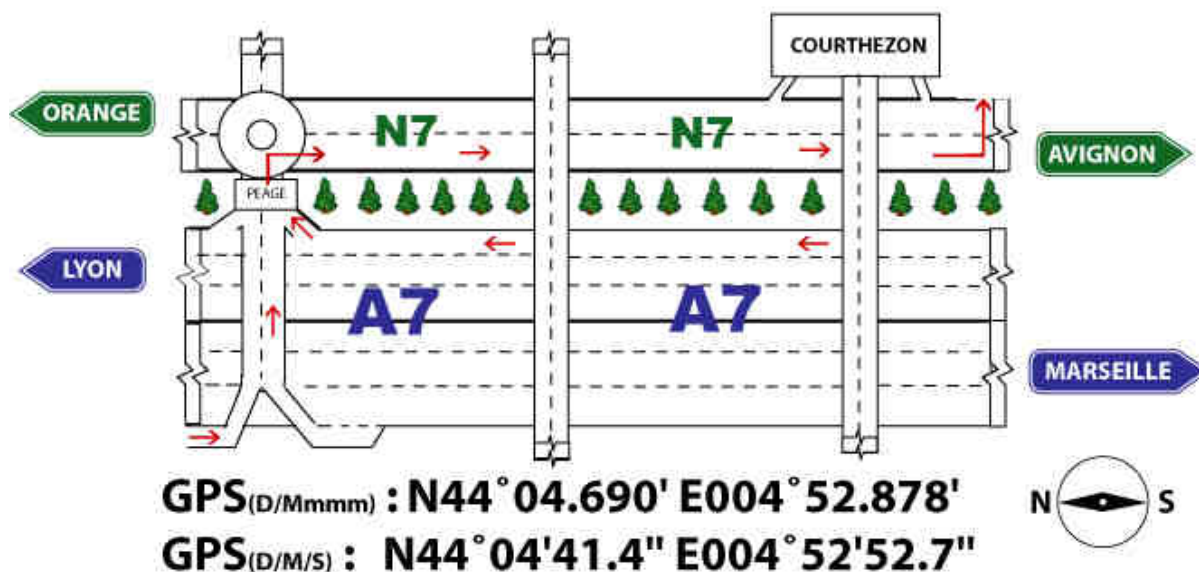 COURTHEZON
ORANGE
N7
N7
AVIGNON
PEAGE
LYON
A7
A7
MARSEILLE
GPS(D/Mmmm) : N44°04.690' E004°52.878'
N S
GPS(D/M/S) : N44°04'41.4" E004°52'52.7"